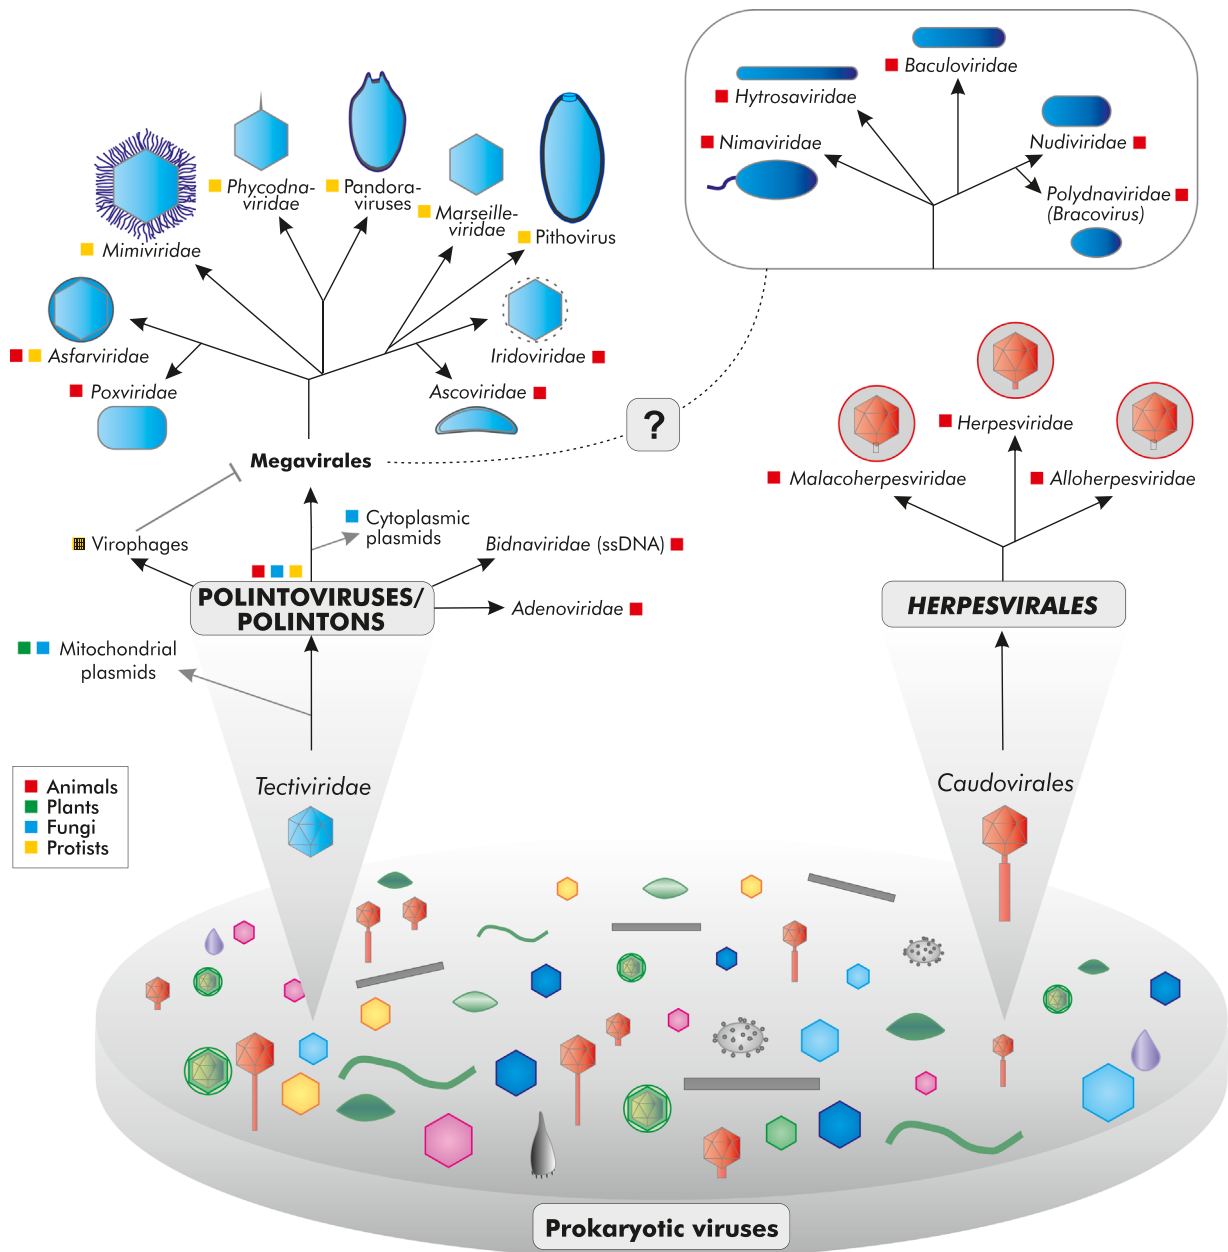 Baculoviridae
Hytrosaviridae
Nimaviridae
Nudiviridae
Polydnaviridae
(Bracovirus)
Phycodna-
viridae
Pandora-
viruses
Marseille-
viridae
Pithovirus
Mimiviridae
Asfarviridae
Poxviridae
Iridoviridae
Ascoviridae
?
Megavirales
Herpesviridae
Malacoherpesviridae
Alloherpesviridae
Cytoplasmic
plasmids
Virophages
Bidnaviridae (ssDNA)
POLINTOVIRUSES/
POLINTONS
Adenoviridae
HERPESVIRALES
Mitochondrial
plasmids
Tectiviridae
Caudovirales
Animals
Plants
Fungi
Protists
Prokaryotic viruses